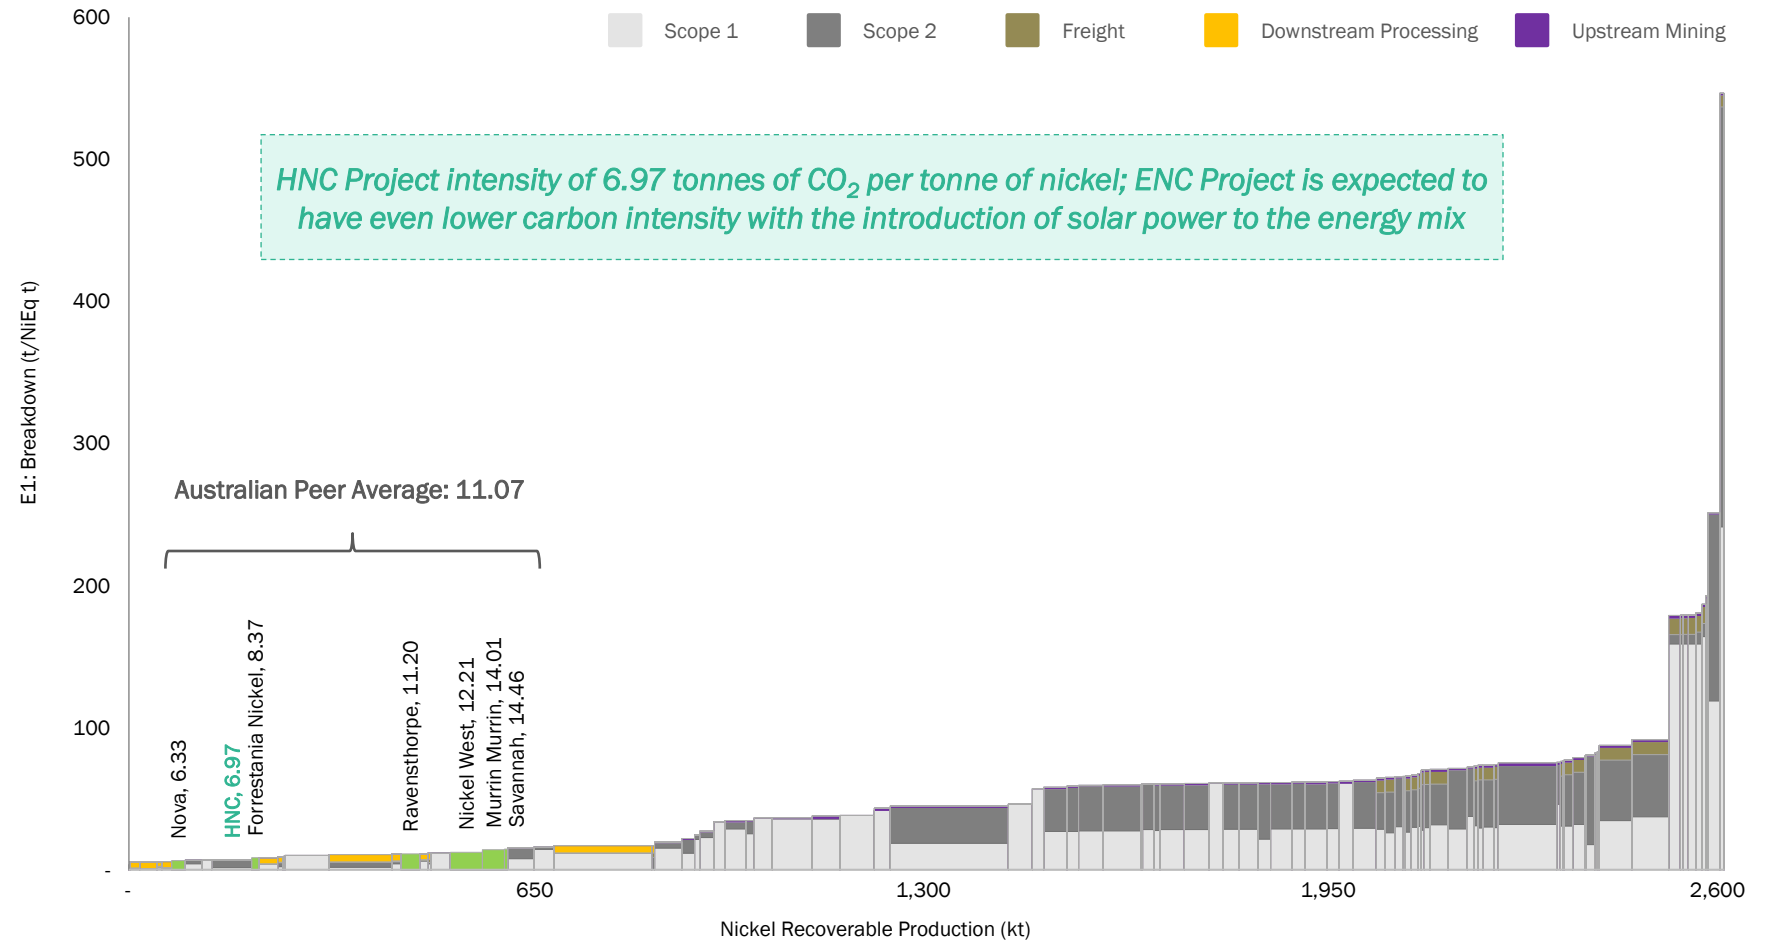 Scope 1
Scope 2
Freight
Downstream Processing
Upstream Mining
HNC Project intensity of 6.97 tonnes of CO2 per tonne of nickel; ENC Project is expected to
have even lower carbon intensity with the introduction of solar power to the energy mix
E1: Breakdown (t/NiEq t)
600
500
400
300
200
100
-
Australian Peer Average: 11.07
Nova, 6.33
HNC, 6.97
Forrestania Nickel, 8.37
Ravensthorpe, 11.20
Nickel West, 12.21
Murrin Murrin, 14.01
Savannah, 14.46
-
650
1,300
1,950
2,600
Nickel Recoverable Production (kt)